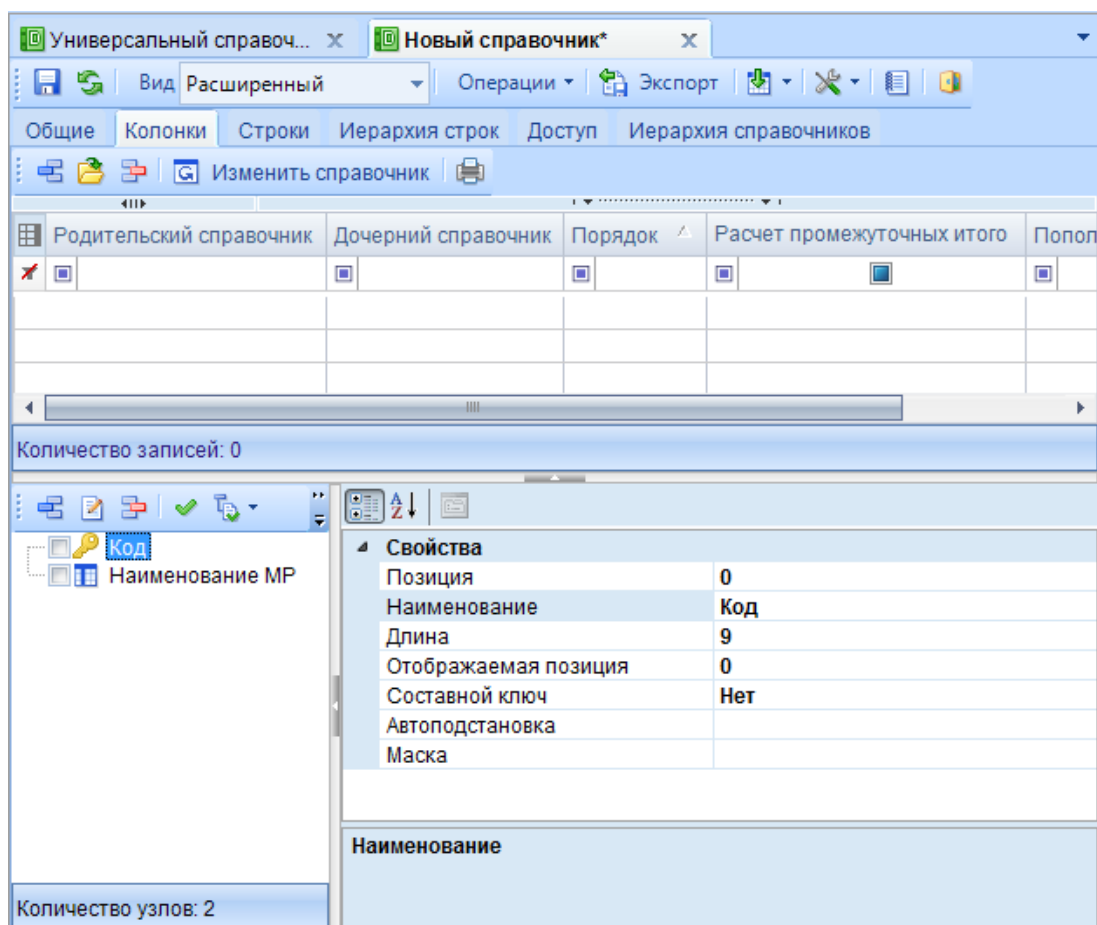 Универсальный справоч... Новый справочник*
Вид Расширенный Операции Экспорт
Общие Колонки Строки Иерархия строк Доступ Иерархия справочников
Изменить справочник
Родительский справочник Дочерний справочник Порядок Расчет промежуточных итого Попол
Количество записей: 0
Код
Наименование МР
Количество узлов: 2
Свойства
Позиция 0
Наименование Код
Длина 9
Отображаемая позиция 0
Составной ключ Нет
Автоподстановка
Маска
Наименование